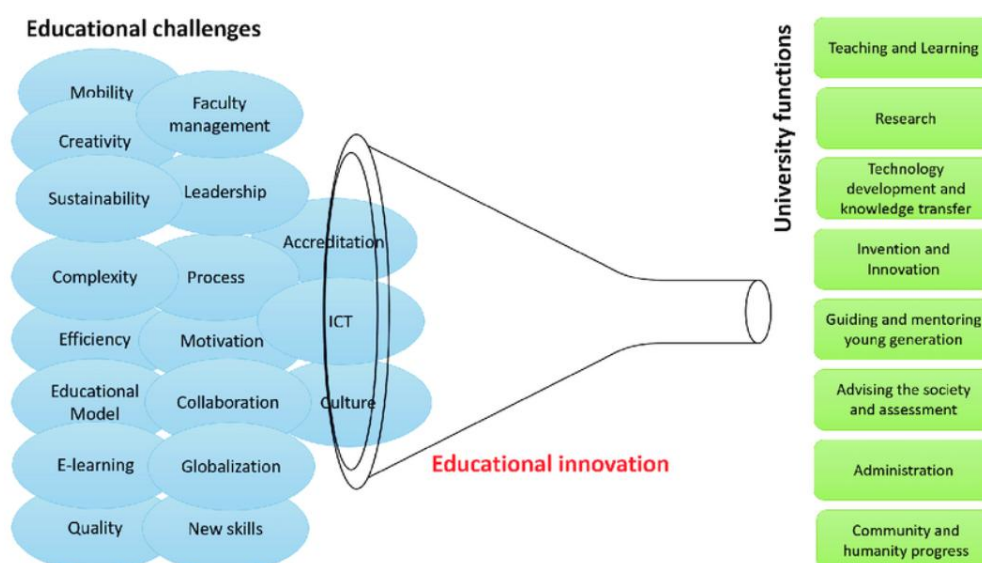 Educational challenges
Mobility
Faculty
management
Creativity
Sustainability
Leadership
Accreditation
Complexity
Process
ICT
Efficiency
Motivation
Educational
Model
Collaboration
Culture
E-learning
Globalization
Quality
New skills
Educational innovation
University functions
Teaching and Learning
Research
Technology
development and
knowledge transfer
Invention and
Innovation
Guiding and mentoring
young generation
Advising the society
and assessment
Administration
Community and
humanity progress